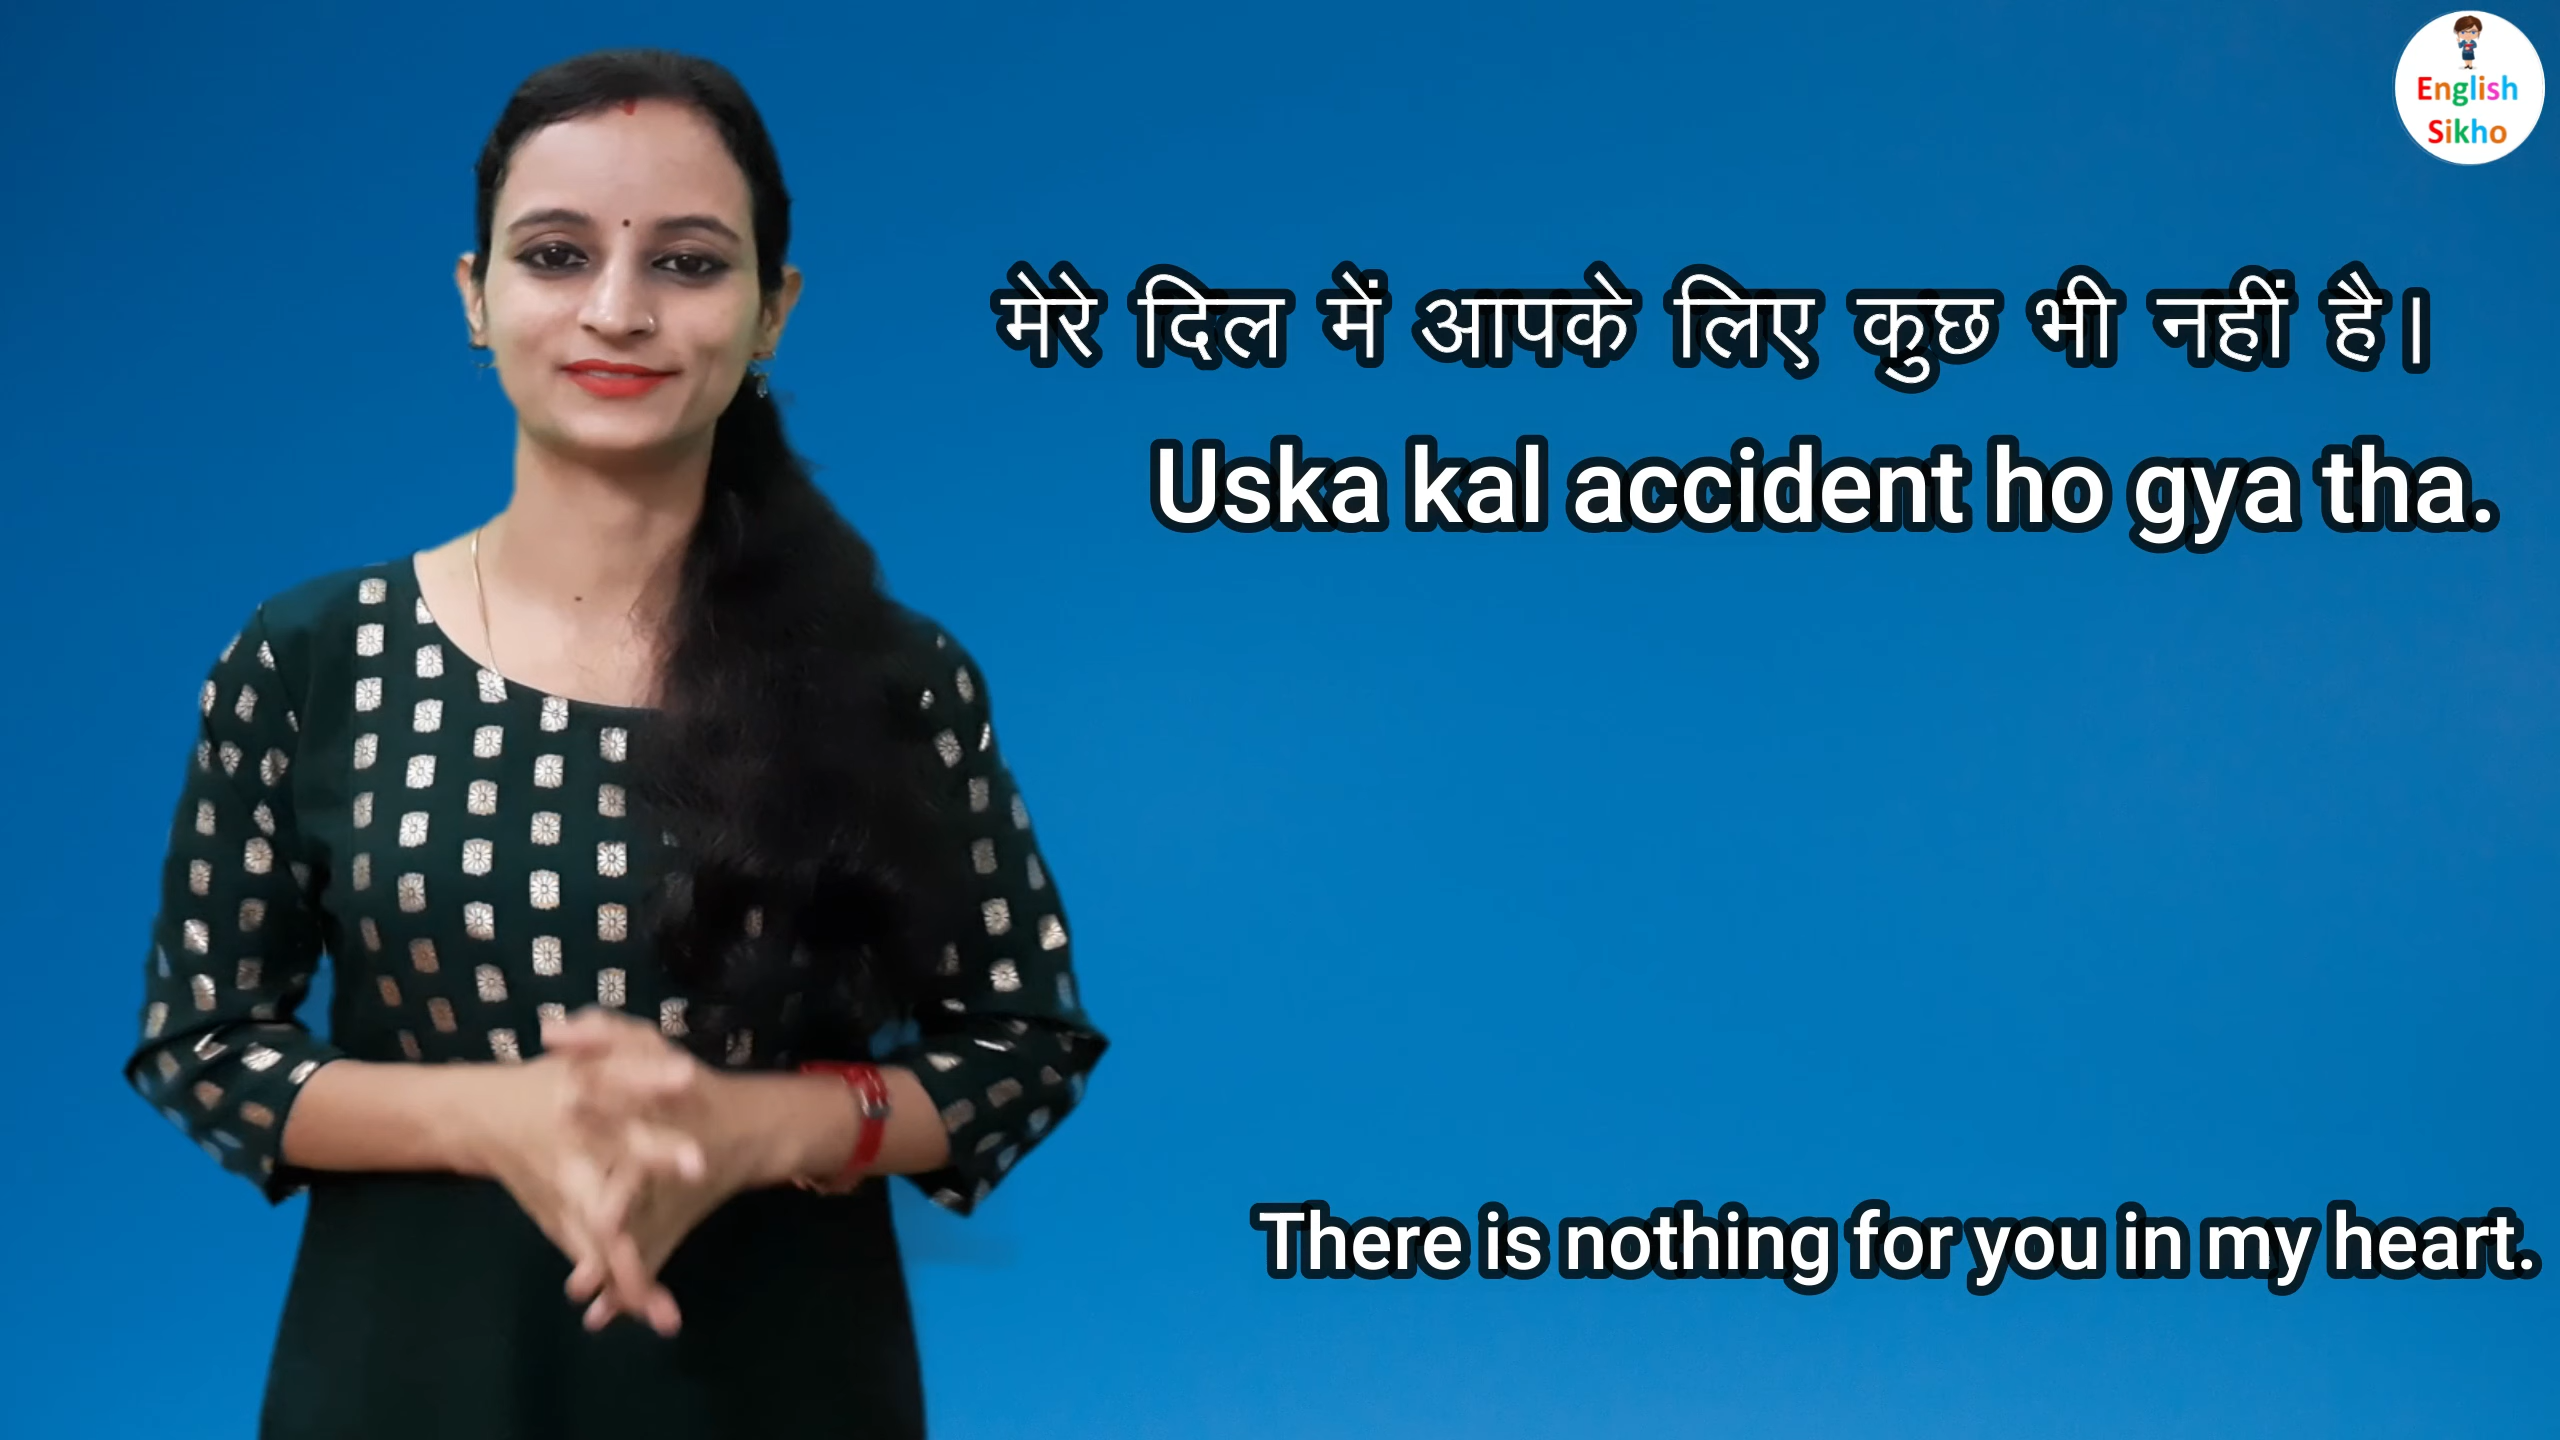 English
Sikho
मेरे दिल में आपके लिए कुछ भी नहीं है।
Uska kal accident ho gya tha.
There is nothing for you in my heart.